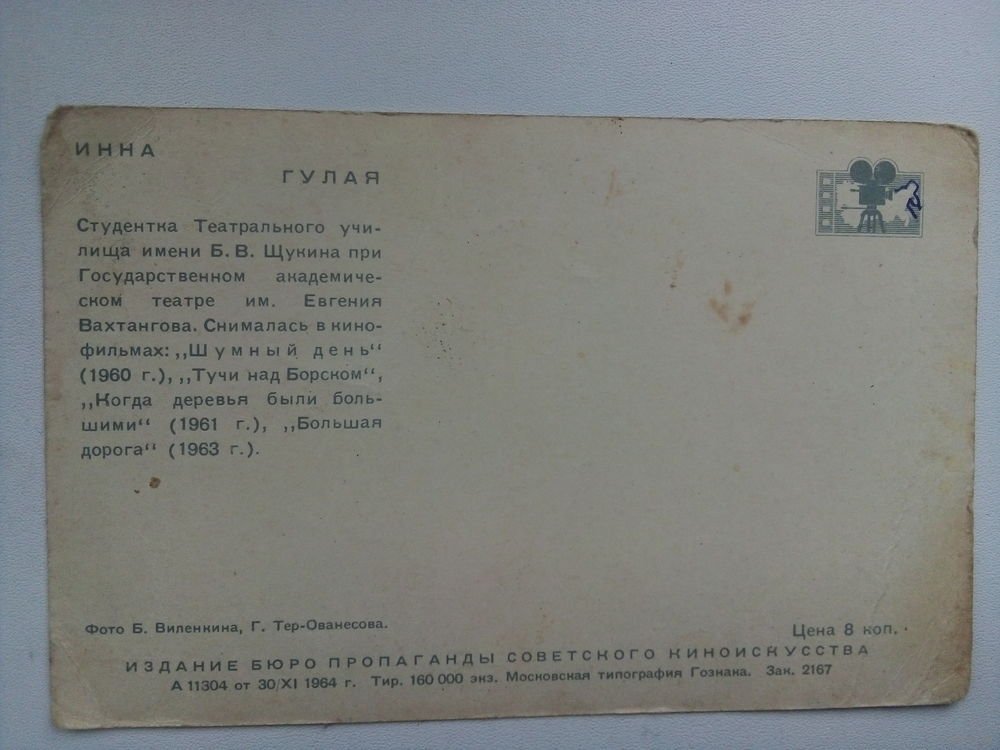 ИННА
ГУЛАЯ
Студентка Театрального учи-
лища имени Б. В. Щукина при
Государственном академиче-
ском театре им. Евгения
Вахтангова. Снималась в кино-
фильмах: ,,Шумный день“
(1960 г.), ,,Тучи над Борском“,
,,Когда деревья были боль-
шими“ (1961 г.), ,,Большая
дорога“ (1963 г.).
Фото Б. Виленкина, Г. Тер-Ованесова.
Цена 8 коп.
ИЗДАНИЕ БЮРО ПРОПАГАНДЫ СОВЕТСКОГО КИНОИСКУССТВА
А 11304 от 30/XI 1964 г. Тир. 160 000 экз. Московская типография Гознака. Зак. 2167